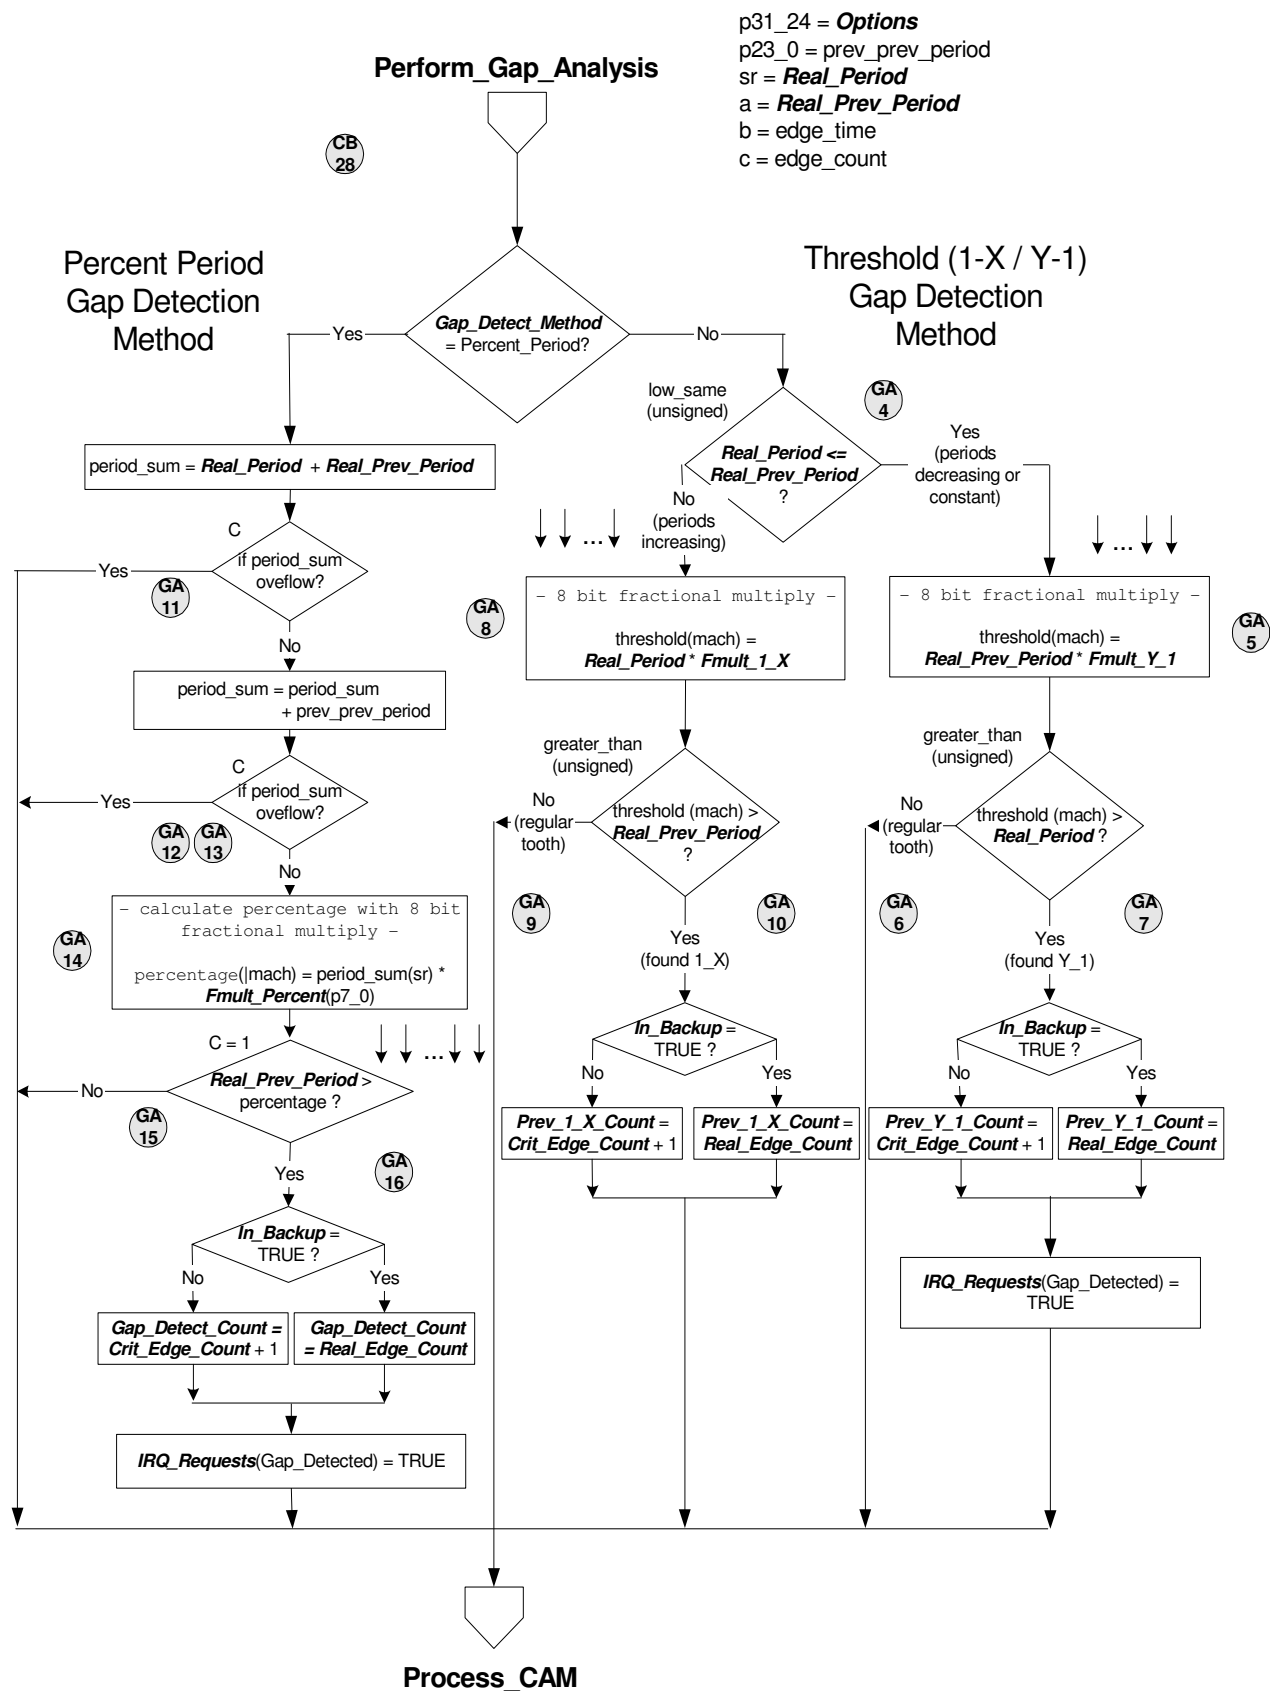 p31_24 = Options
p23_0 = prev_prev_period
sr = Real_Period
a = Real_Prev_Period
b = edge_time
c = edge_count
Perform_Gap_Analysis
CB
28
Percent Period
Gap Detection
Method
Threshold (1-X / Y-1)
Gap Detection
Method
Gap_Detect_Method
= Percent_Period?
Yes
No
low_same
(unsigned)
GA
4
Real_Period <=
Real_Prev_Period
?
Yes
(periods
decreasing or
constant)
No
(periods
increasing)
period_sum = Real_Period + Real_Prev_Period
C
if period_sum
oveflow?
Yes
GA
11
No
period_sum = period_sum
+ prev_prev_period
C
if period_sum
oveflow?
Yes
GA
12
GA
13
No
– calculate percentage with 8 bit
fractional multiply –
percentage(|mach) = period_sum(sr) *
Fmult_Percent(p7_0)
GA
14
C = 1
...
Real_Prev_Period >
percentage ?
No
GA
15
Yes
GA
16
In_Backup =
TRUE ?
No
Yes
Gap_Detect_Count =
Crit_Edge_Count + 1
Gap_Detect_Count
= Real_Edge_Count
IRQ_Requests(Gap_Detected) = TRUE
...
GA
8
– 8 bit fractional multiply –
threshold(mach) =
Real_Period * Fmult_1_X
greater_than
(unsigned)
threshold (mach) >
Real_Prev_Period
?
No
(regular
tooth)
GA
9
GA
10
Yes
(found 1_X)
In_Backup =
TRUE ?
No
Yes
Prev_1_X_Count =
Crit_Edge_Count + 1
Prev_1_X_Count =
Real_Edge_Count
...
– 8 bit fractional multiply –
threshold(mach) =
Real_Prev_Period * Fmult_Y_1
GA
5
greater_than
(unsigned)
threshold (mach) >
Real_Period ?
No
(regular
tooth)
GA
6
GA
7
Yes
(found Y_1)
In_Backup =
TRUE ?
No
Yes
Prev_Y_1_Count =
Crit_Edge_Count + 1
Prev_Y_1_Count =
Real_Edge_Count
IRQ_Requests(Gap_Detected) =
TRUE
Process_CAM